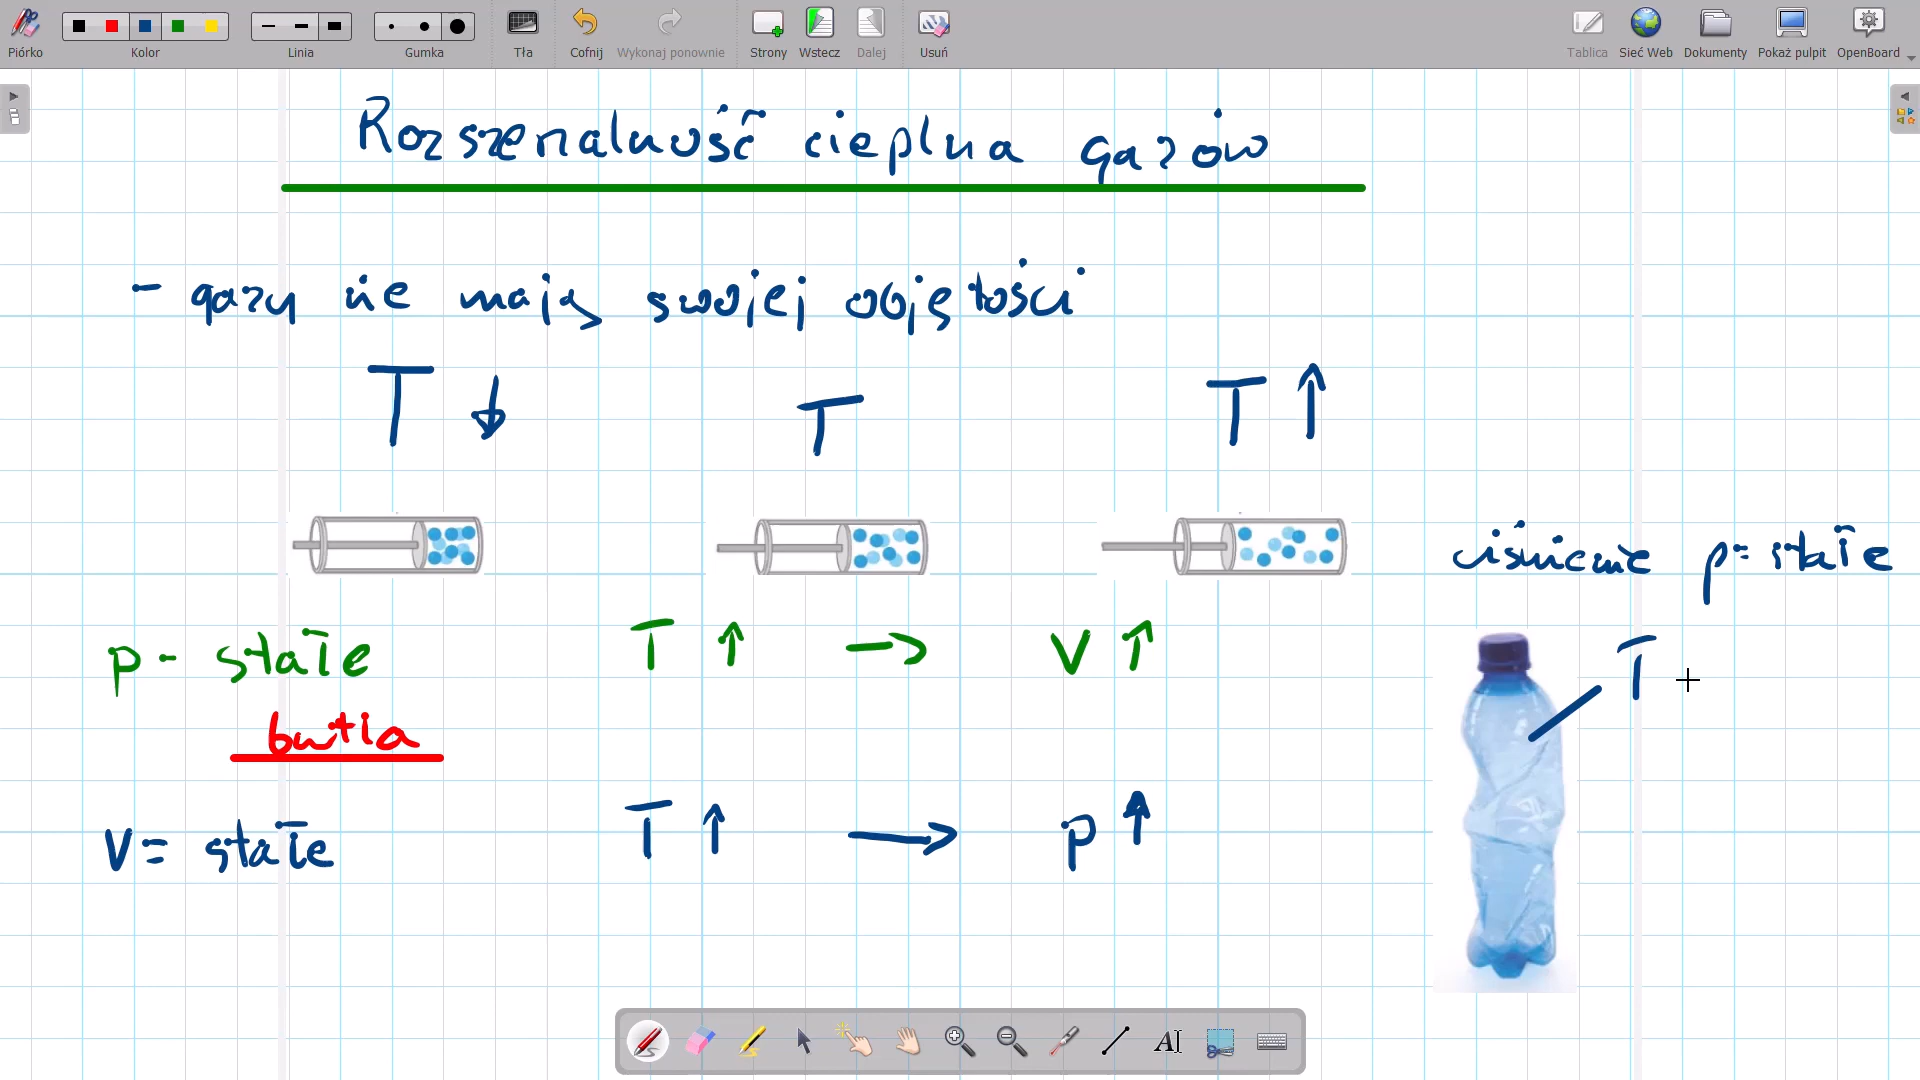 Piórko Kolor Linia Gumka Tła Cofnij Wykonaj ponownie Strony Wstecz Dalej Usuń Tablica Sieć Web Dokumenty Pokaż pulpit OpenBoard
Rozszerzalność cieplna gazów
- gazy nie mają swojej objętości
T ↓ T T ↑
ciśnienie p = stałe
p - stałe T ↑ → V ↑
T
butla
V = stałe T ↑ → p ↑